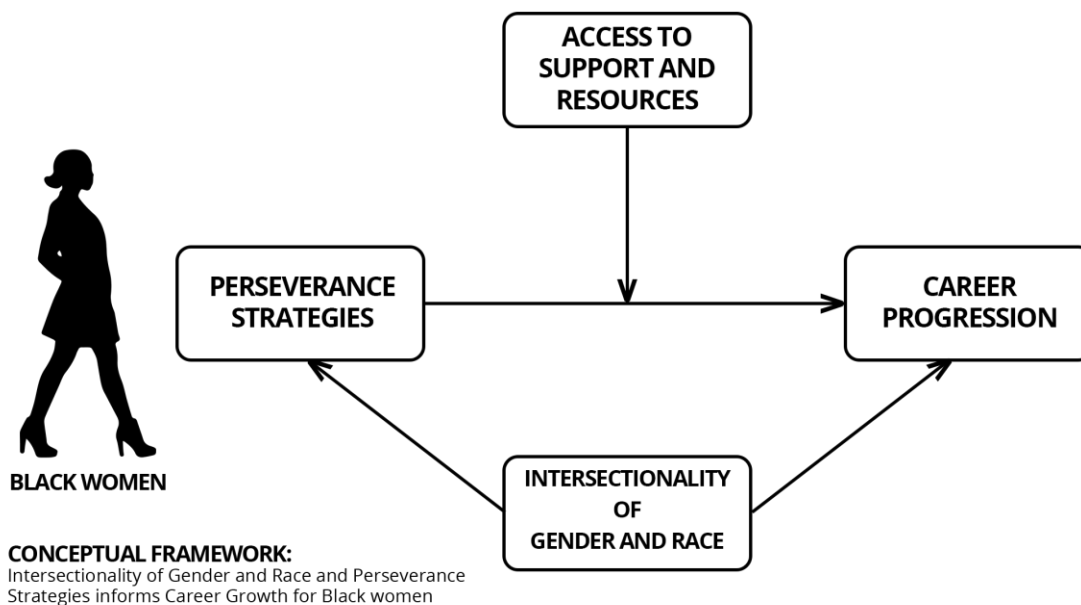 ACCESS TO
SUPPORT AND
RESOURCES
PERSEVERANCE
STRATEGIES
CAREER
PROGRESSION
INTERSECTIONALITY
OF
GENDER AND RACE
BLACK WOMEN
CONCEPTUAL FRAMEWORK:
Intersectionality of Gender and Race and Perseverance
Strategies informs Career Growth for Black women